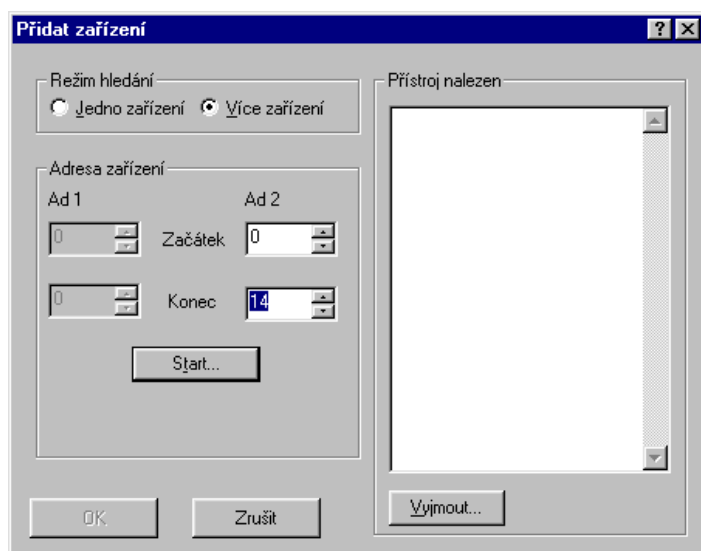 Přidat zařízení
Režim hledání
Jedno zařízení Více zařízení
Adresa zařízení
Ad 1 Ad 2
0 Začátek 0
0 Konec 14
Start...
OK Zrušit
Přístroj nalezen
Vyjmout...